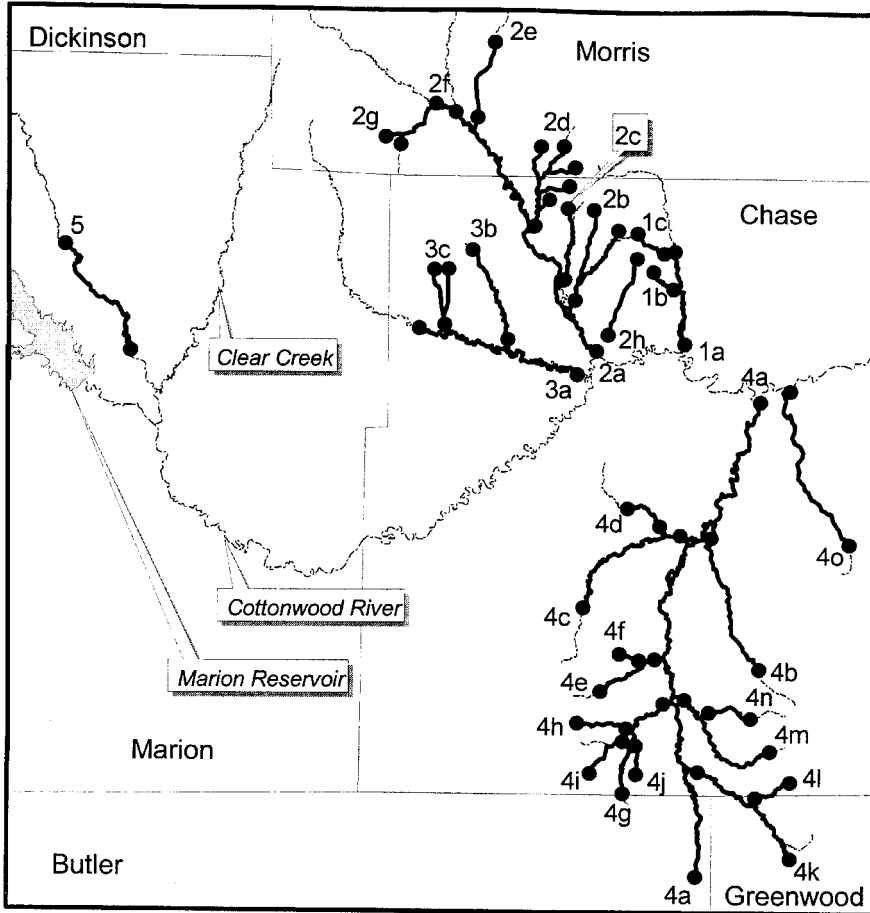 Dickinson
2e
Morris
2f
2g
2d
2c
2b
Chase
5
3b
1c
3c
1b
Clear Creek
2h
1a
2a
3a
4a
4d
4o
Cottonwood River
4c
4f
4b
Marion Reservoir
4e
4n
4h
Marion
4m
4i
4j
4l
4g
Butler
4k
4a
Greenwood